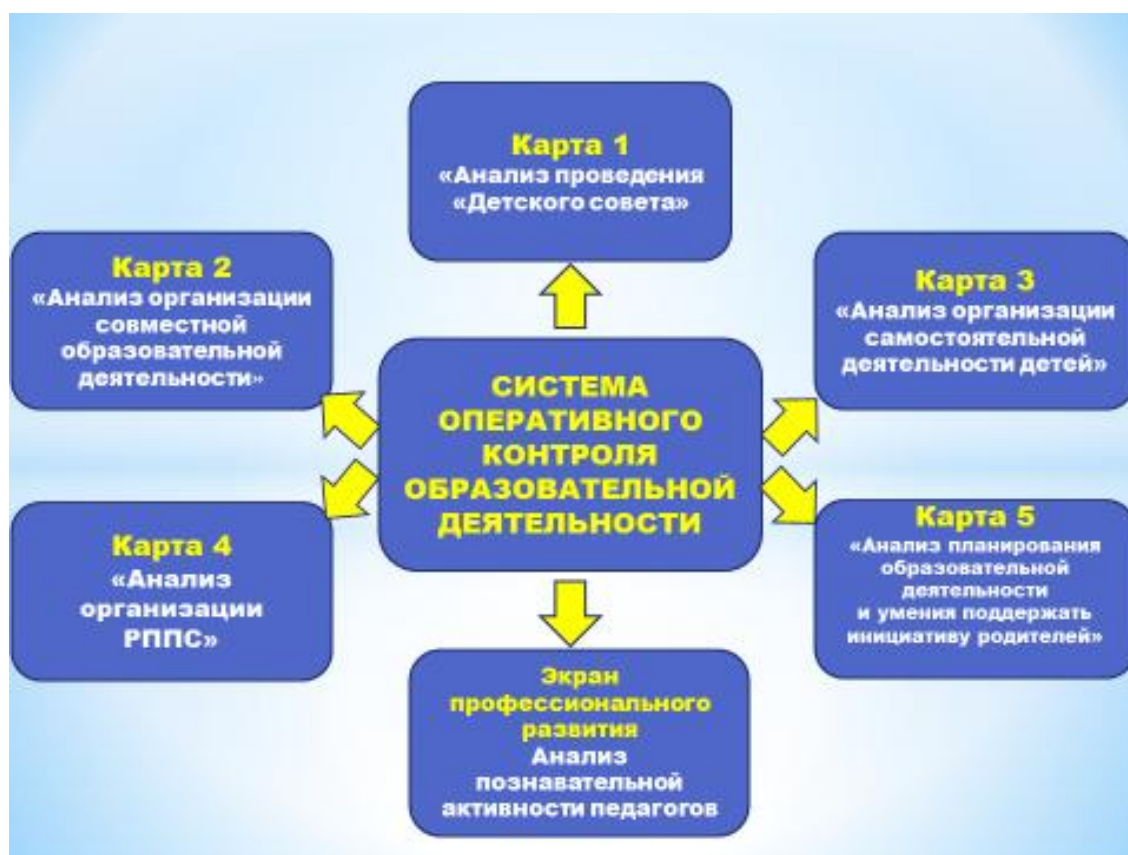 Карта 1
«Анализ проведения
«Детского совета»
Карта 2
«Анализ организации
совместной
образовательной
деятельности»
Карта 3
«Анализ организации
самостоятельной
деятельности детей»
СИСТЕМА
ОПЕРАТИВНОГО
КОНТРОЛЯ
ОБРАЗОВАТЕЛЬНОЙ
ДЕЯТЕЛЬНОСТИ
Карта 4
«Анализ
организации
РППС»
Карта 5
«Анализ планирования
образовательной
деятельности
и умения поддержать
инициативу родителей»
Экран
профессионального
развития
Анализ
познавательной
активности педагогов